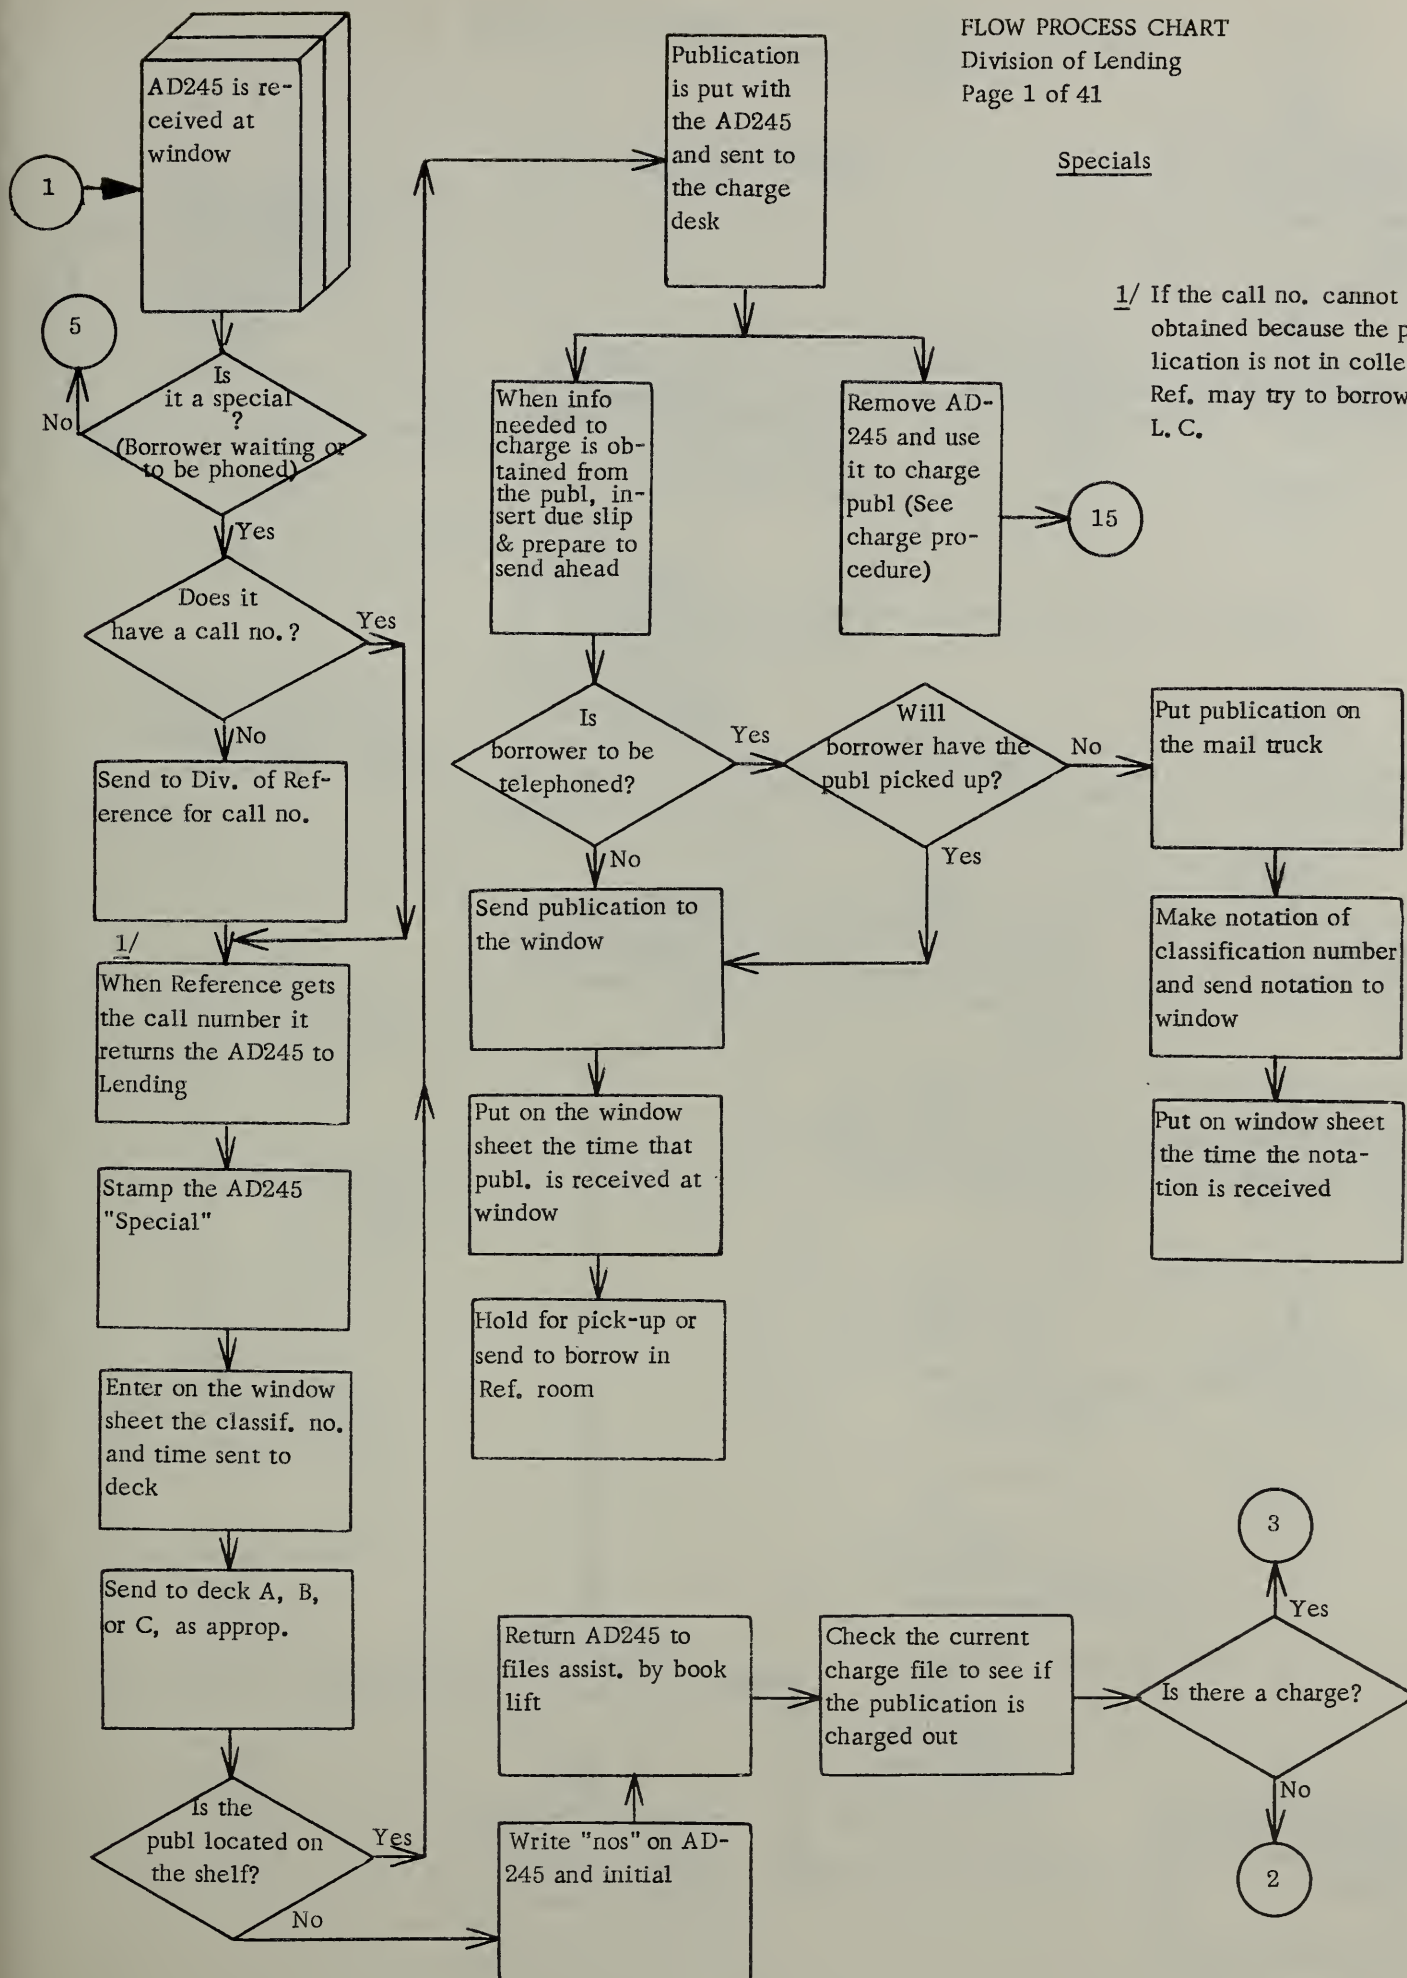 FLOW PROCESS CHART
Division of Lending
Page 1 of 41
Specials
1/ If the call no. cannot
obtained because the
lication is not in
Ref. may try to borrow
L. C.
1
AD245 is re-
ceived at
window
5
No
Is
it a special
?
(Borrower waiting or
to be phoned)
Yes
Does it
have a call no.?
Yes
No
Send to Div. of Ref-
erence for call no.
1/
When Reference gets
the call number it
returns the AD245 to
Lending
Stamp the AD245
"Special"
Enter on the window
sheet the classif. no.
and time sent to
deck
Send to deck A, B,
or C, as approp.
Is the
publ located on
the shelf?
Yes
No
Publication
is put with
the AD245
and sent to
the charge
desk
When info
needed to
charge is ob-
tained from
the publ, in-
sert due slip
& prepare to
send ahead
Remove AD-
245 and use
it to charge
publ (See
charge pro-
cedure)
15
Is
borrower to be
telephoned?
Yes
No
Will
borrower have the
publ picked up?
No
Yes
Put publication on
the mail truck
Make notation of
classification number
and send notation to
window
Put on window sheet
the time the nota-
tion is received
Send publication to
the window
Put on the window
sheet the time that
publ. is received at
window
Hold for pick-up or
send to borrow in
Ref. room
Write "nos" on AD-
245 and initial
Return AD245 to
files assist. by book
lift
Check the current
charge file to see if
the publication is
charged out
Is there a charge?
Yes
3
No
2